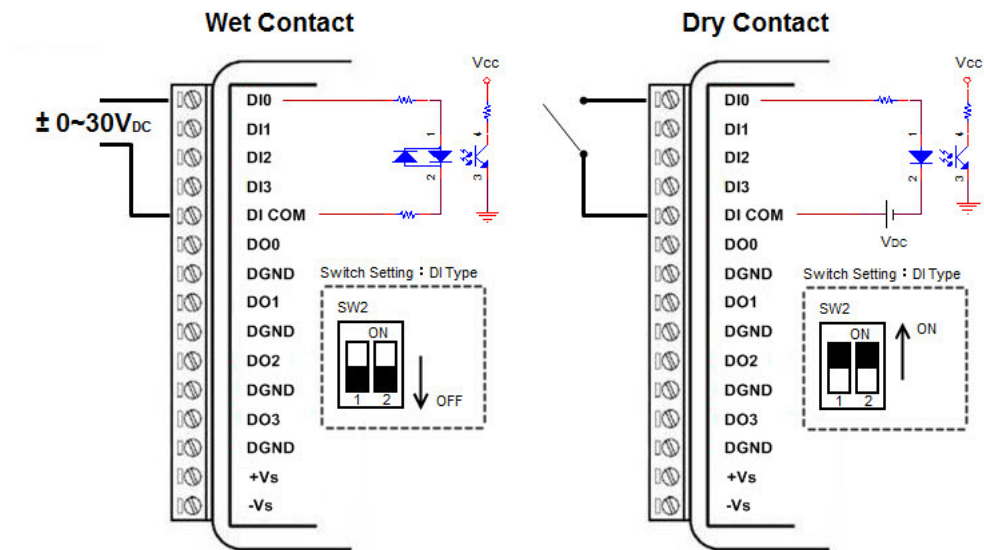 Wet Contact
± 0~30VDC
DI0
DI1
DI2
DI3
DI COM
DO0
DGND
DO1
DGND
DO2
DGND
DO3
DGND
+Vs
-Vs
Vcc
1
4
2
3
Switch Setting：DI Type
SW2
ON
1 2
OFF
Dry Contact
DI0
DI1
DI2
DI3
DI COM
DO0
DGND
DO1
DGND
DO2
DGND
DO3
DGND
+Vs
-Vs
Vcc
1
4
2
3
VDC
Switch Setting：DI Type
SW2
ON
1 2
ON